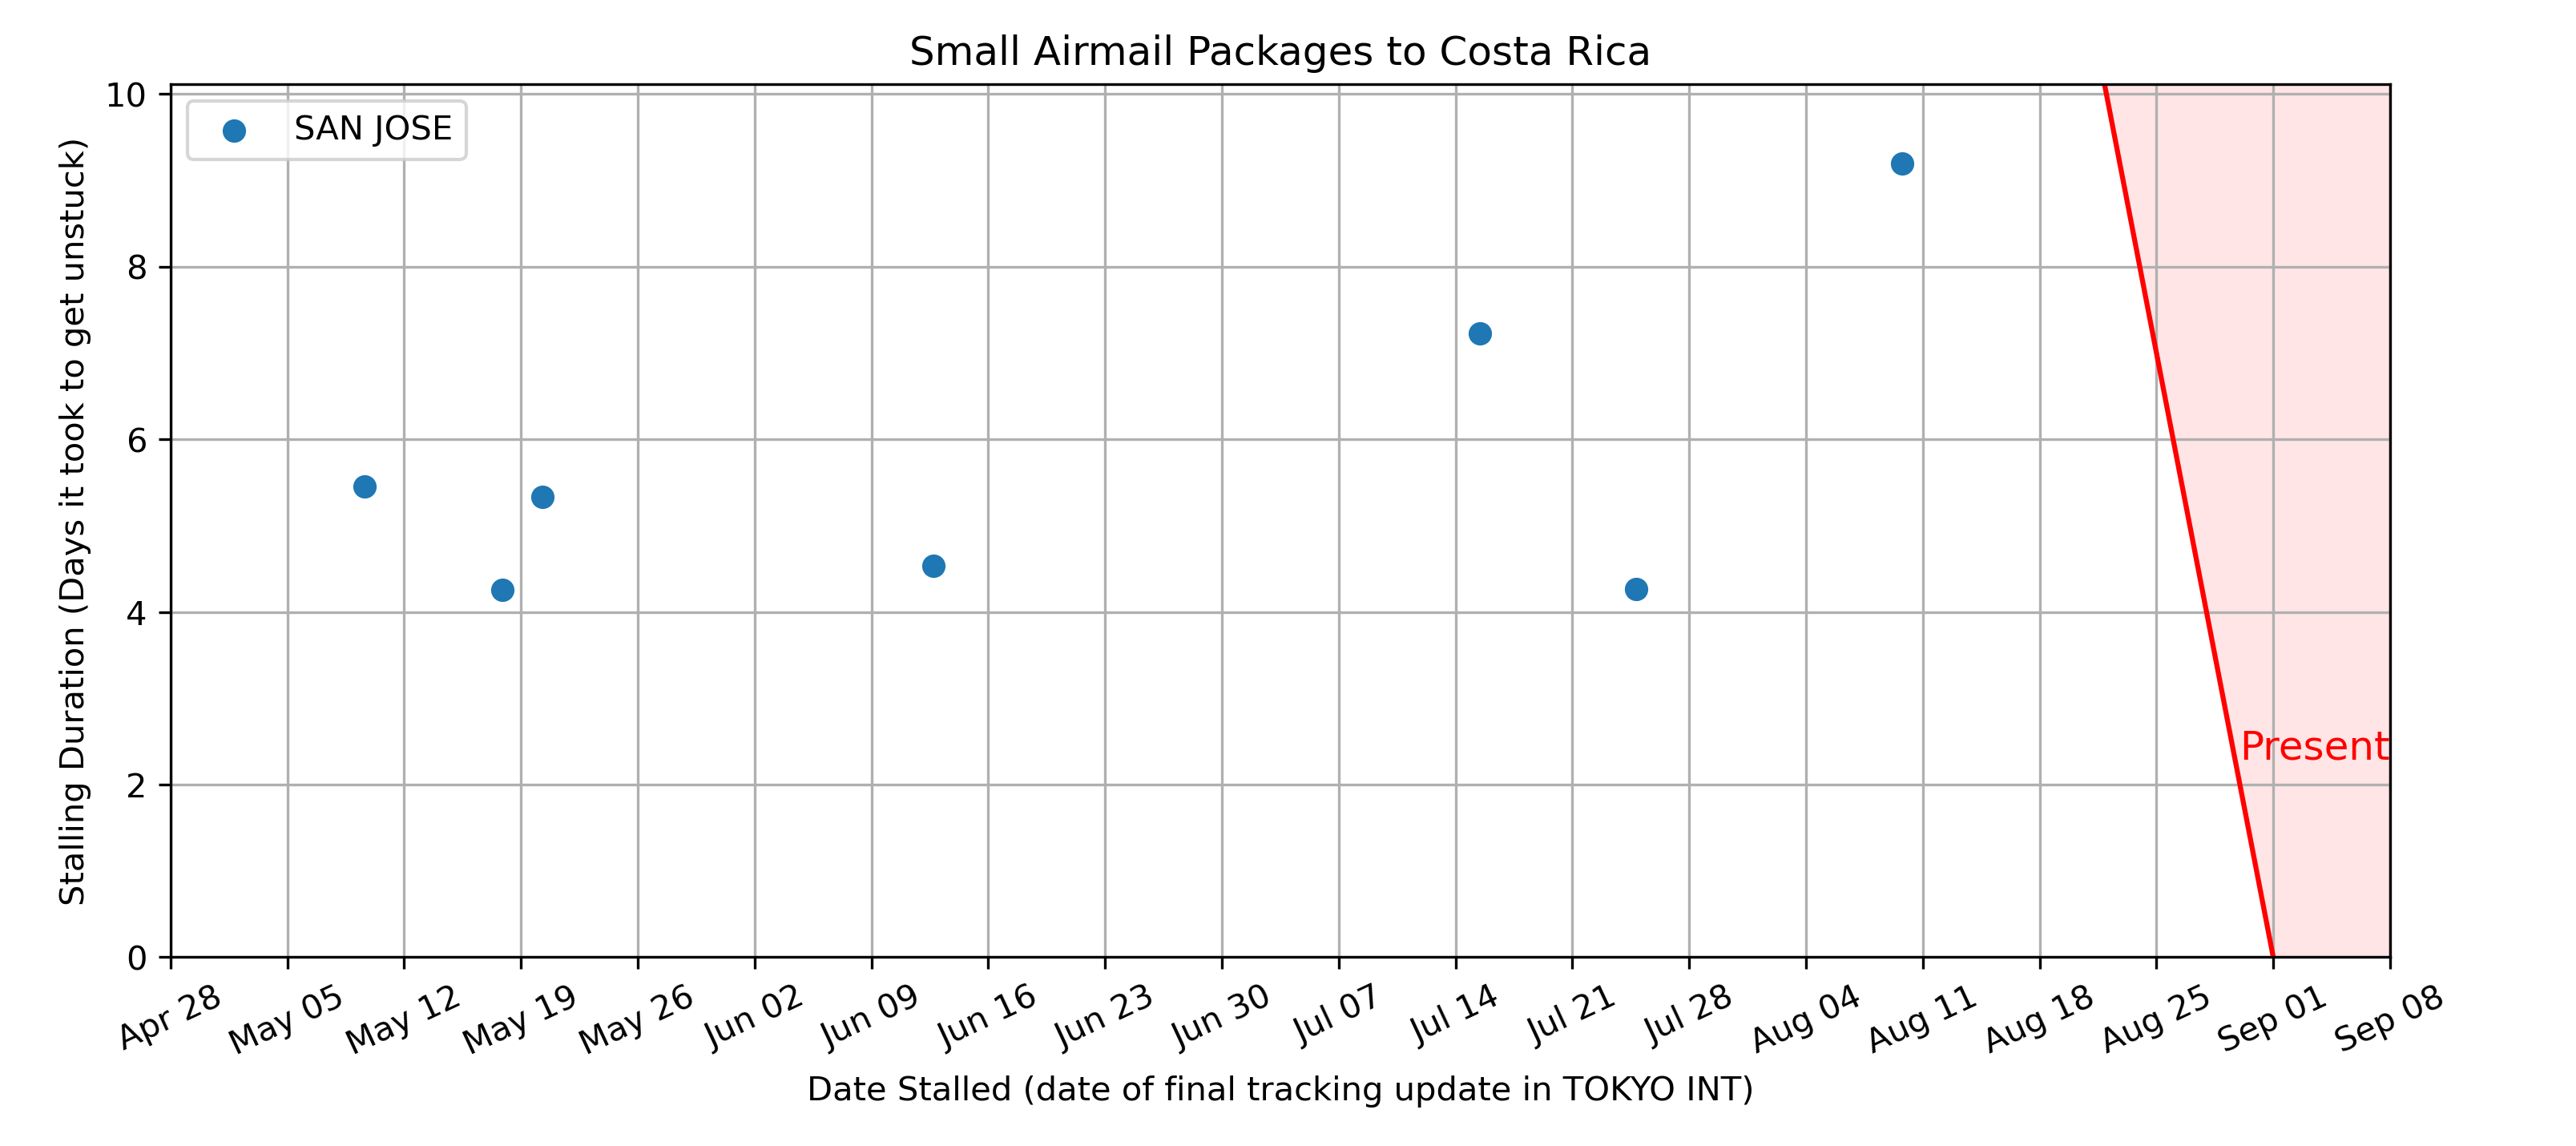 Small Airmail Packages to Costa Rica
SAN JOSE
10
8
6
4
2
0
Stalling Duration (Days it took to get unstuck)
Present
Apr 28 May 05 May 12 May 19 May 26 Jun 02 Jun 09 Jun 16 Jun 23 Jun 30 Jul 07 Jul 14 Jul 21 Jul 28 Aug 04 Aug 11 Aug 18 Aug 25 Sep 01 Sep 08
Date Stalled (date of final tracking update in TOKYO INT)